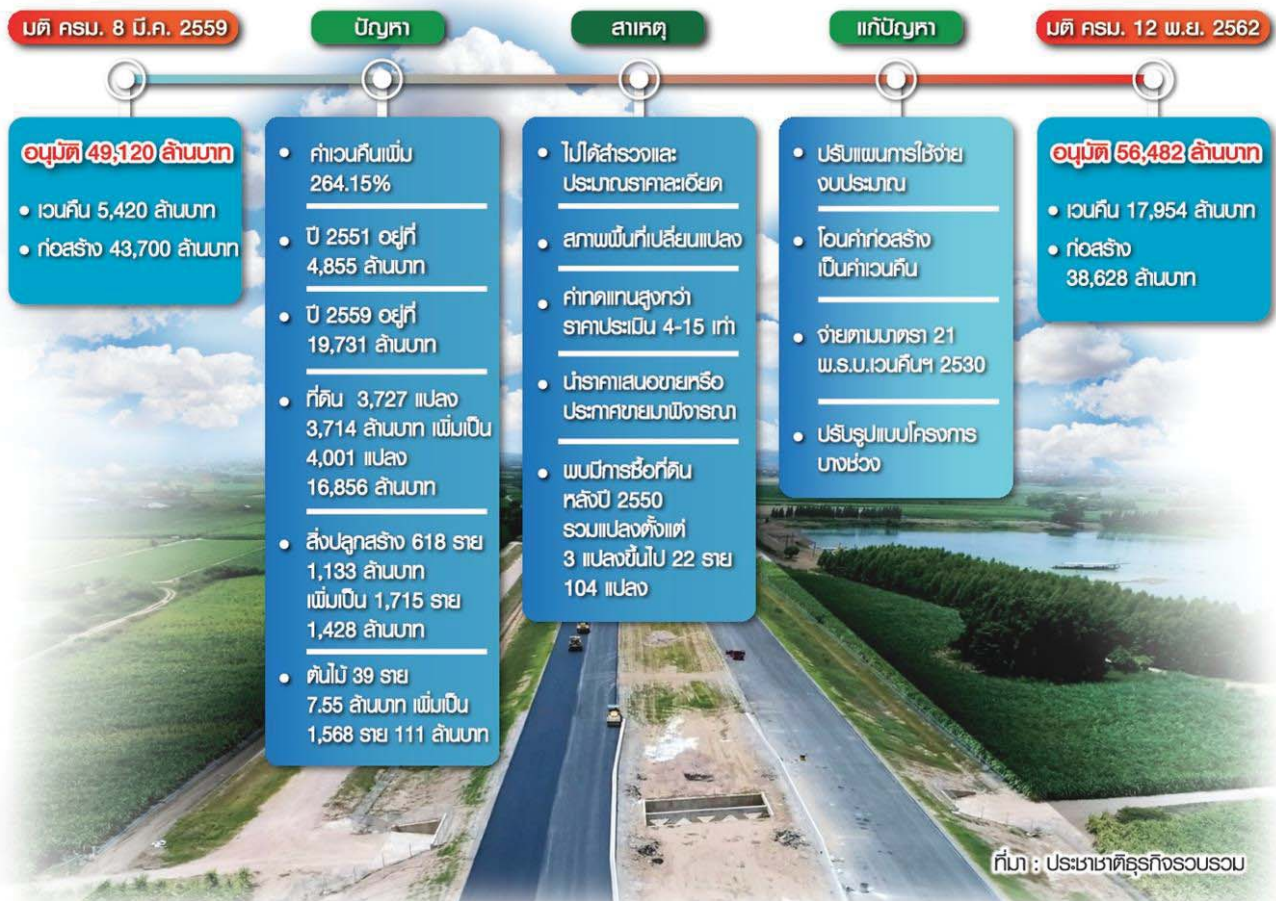 มติ ครม. 8 มี.ค. 2559
อนุมัติ 49,120 ล้านบาท
• เวนคืน 5,420 ล้านบาท
• ก่อสร้าง 43,700 ล้านบาท
ปัญหา
• ค่าเวนคืนเพิ่ม
264.15%
• ปี 2551 อยู่ที่
4,855 ล้านบาท
• ปี 2559 อยู่ที่
19,731 ล้านบาท
• ที่ดิน 3,727 แปลง
3,714 ล้านบาท เพิ่มเป็น
4,001 แปลง
16,856 ล้านบาท
• สิ่งปลูกสร้าง 618 ราย
1,133 ล้านบาท
เพิ่มเป็น 1,715 ราย
1,428 ล้านบาท
• ต้นไม้ 39 ราย
7.55 ล้านบาท เพิ่มเป็น
1,568 ราย 111 ล้านบาท
สาเหตุ
• ไม่ได้สำรวจและ
ประมาณราคาละเอียด
• สภาพพื้นที่เปลี่ยนแปลง
• ค่าทดแทนสูงกว่า
ราคาประเมิน 4-15 เท่า
• นำราคาเสนอขายหรือ
ประกาศขายมาพิจารณา
• พบมีการซื้อที่ดิน
หลังปี 2550
รวมแปลงตั้งแต่
3 แปลงขึ้นไป 22 ราย
104 แปลง
แก้ปัญหา
• ปรับแผนการใช้จ่าย
งบประมาณ
• โอนค่าก่อสร้าง
เป็นค่าเวนคืน
• จ่ายตามมาตรา 21
พ.ร.บ.เวนคืนฯ 2530
• ปรับรูปแบบโครงการ
บางช่วง
มติ ครม. 12 พ.ย. 2562
อนุมัติ 56,482 ล้านบาท
• เวนคืน 17,954 ล้านบาท
• ก่อสร้าง
38,628 ล้านบาท
ที่มา : ประชาชาติธุรกิจรวบรวม